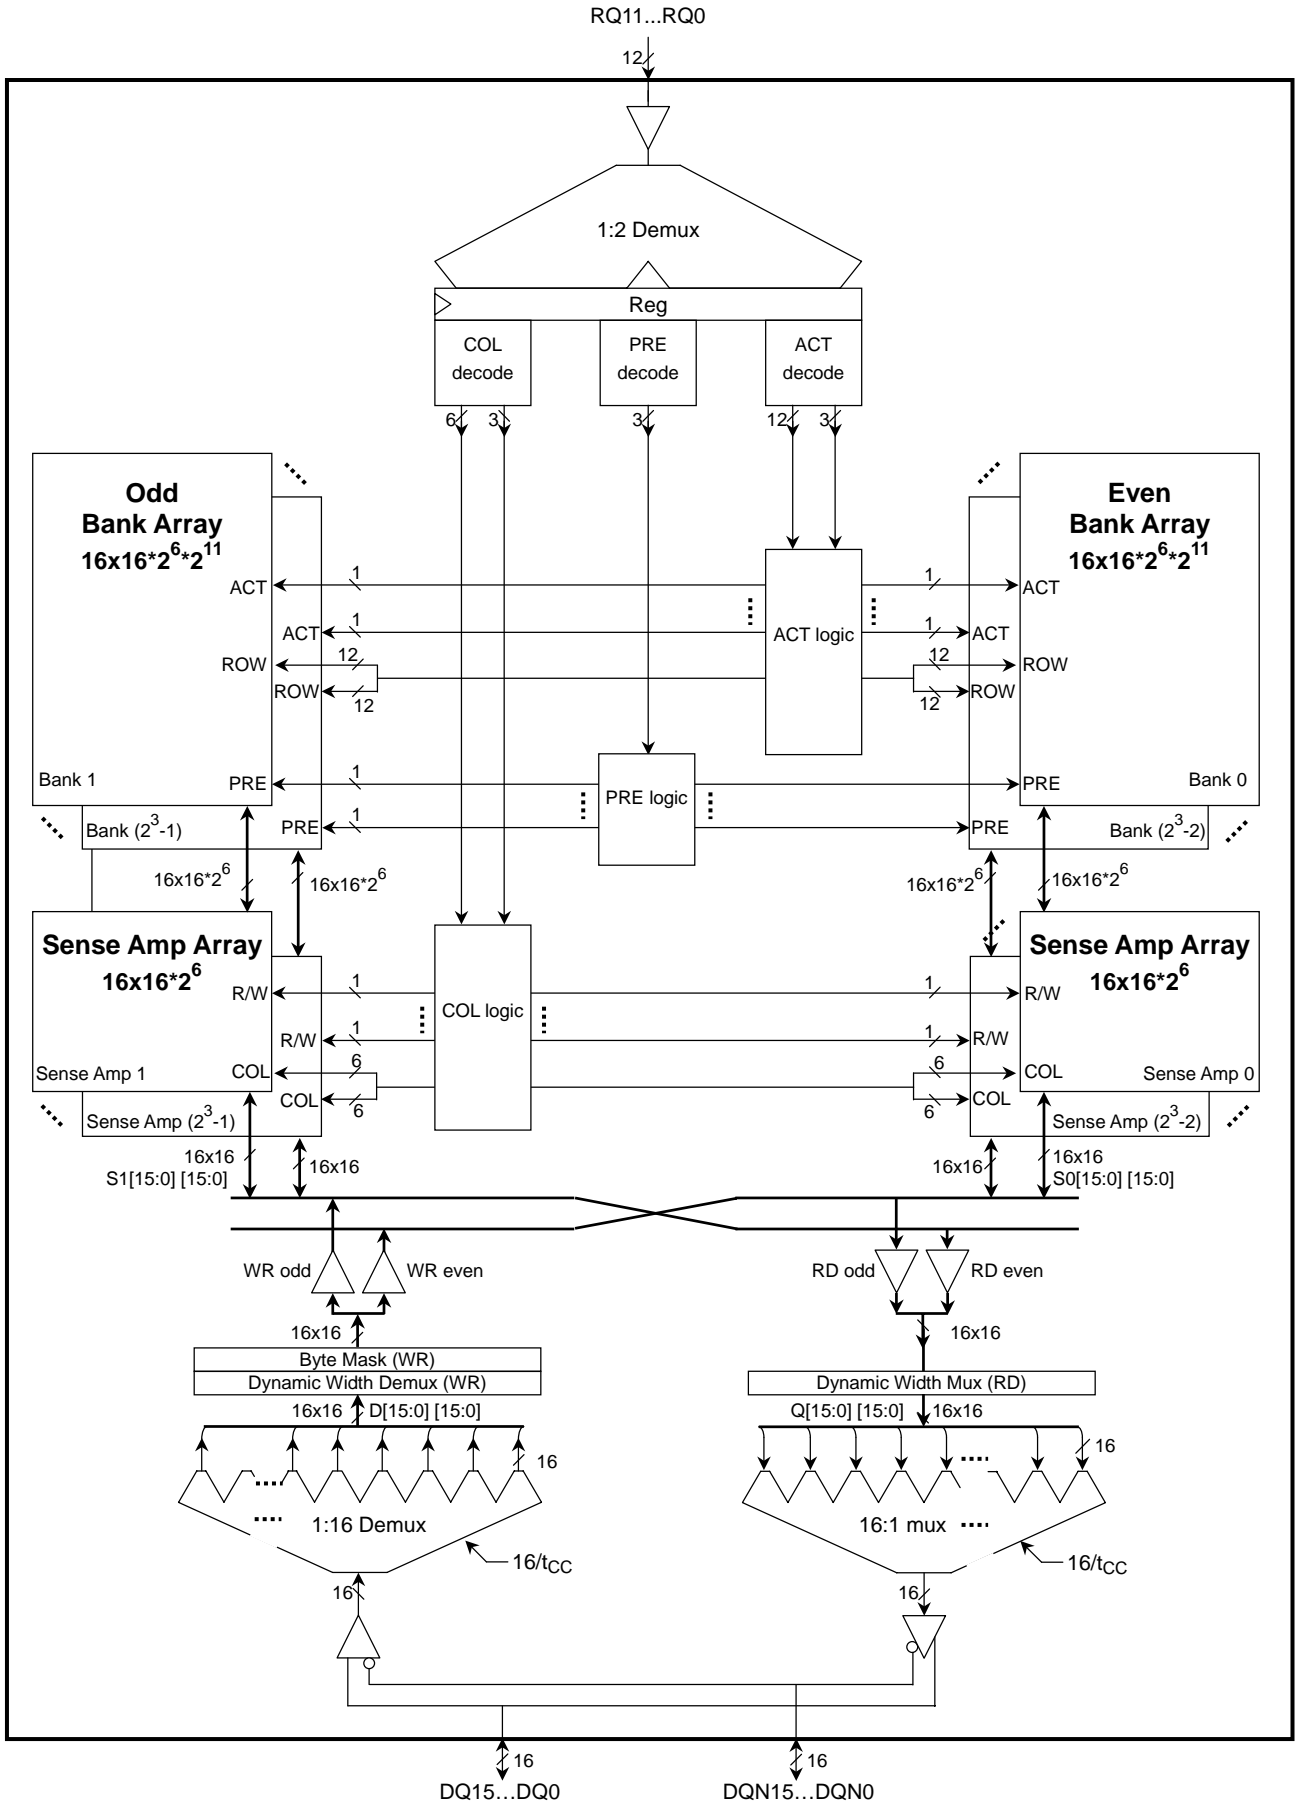 RQ11...RQ0
12
1:2 Demux
Reg
COL
decode
PRE
decode
ACT
decode
6
3
3
12
3
Odd
Bank Array
16x16*2^6*2^11
Even
Bank Array
16x16*2^6*2^11
ACT
1
1
ACT
ACT
1
ACT logic
1
ACT
ROW
12
12
ROW
ROW
12
12
ROW
Bank 1
PRE
1
PRE logic
PRE
Bank 0
Bank (2^3-1)
PRE
1
PRE
Bank (2^3-2)
16x16*2^6
16x16*2^6
16x16*2^6
16x16*2^6
Sense Amp Array
16x16*2^6
Sense Amp Array
16x16*2^6
R/W
1
COL logic
1
R/W
R/W
1
1
R/W
Sense Amp 1
COL
6
6
COL
Sense Amp 0
COL
6
6
COL
Sense Amp (2^3-1)
Sense Amp (2^3-2)
16x16
S1[15:0] [15:0]
16x16
16x16
16x16
S0[15:0] [15:0]
WR odd
WR even
RD odd
RD even
16x16
16x16
Byte Mask (WR)
Dynamic Width Demux (WR)
Dynamic Width Mux (RD)
16x16
D[15:0] [15:0]
Q[15:0] [15:0]
16x16
16
16
1:16 Demux
16:1 mux
16/tCC
16/tCC
16
16
16
16
DQ15...DQ0
DQN15...DQN0